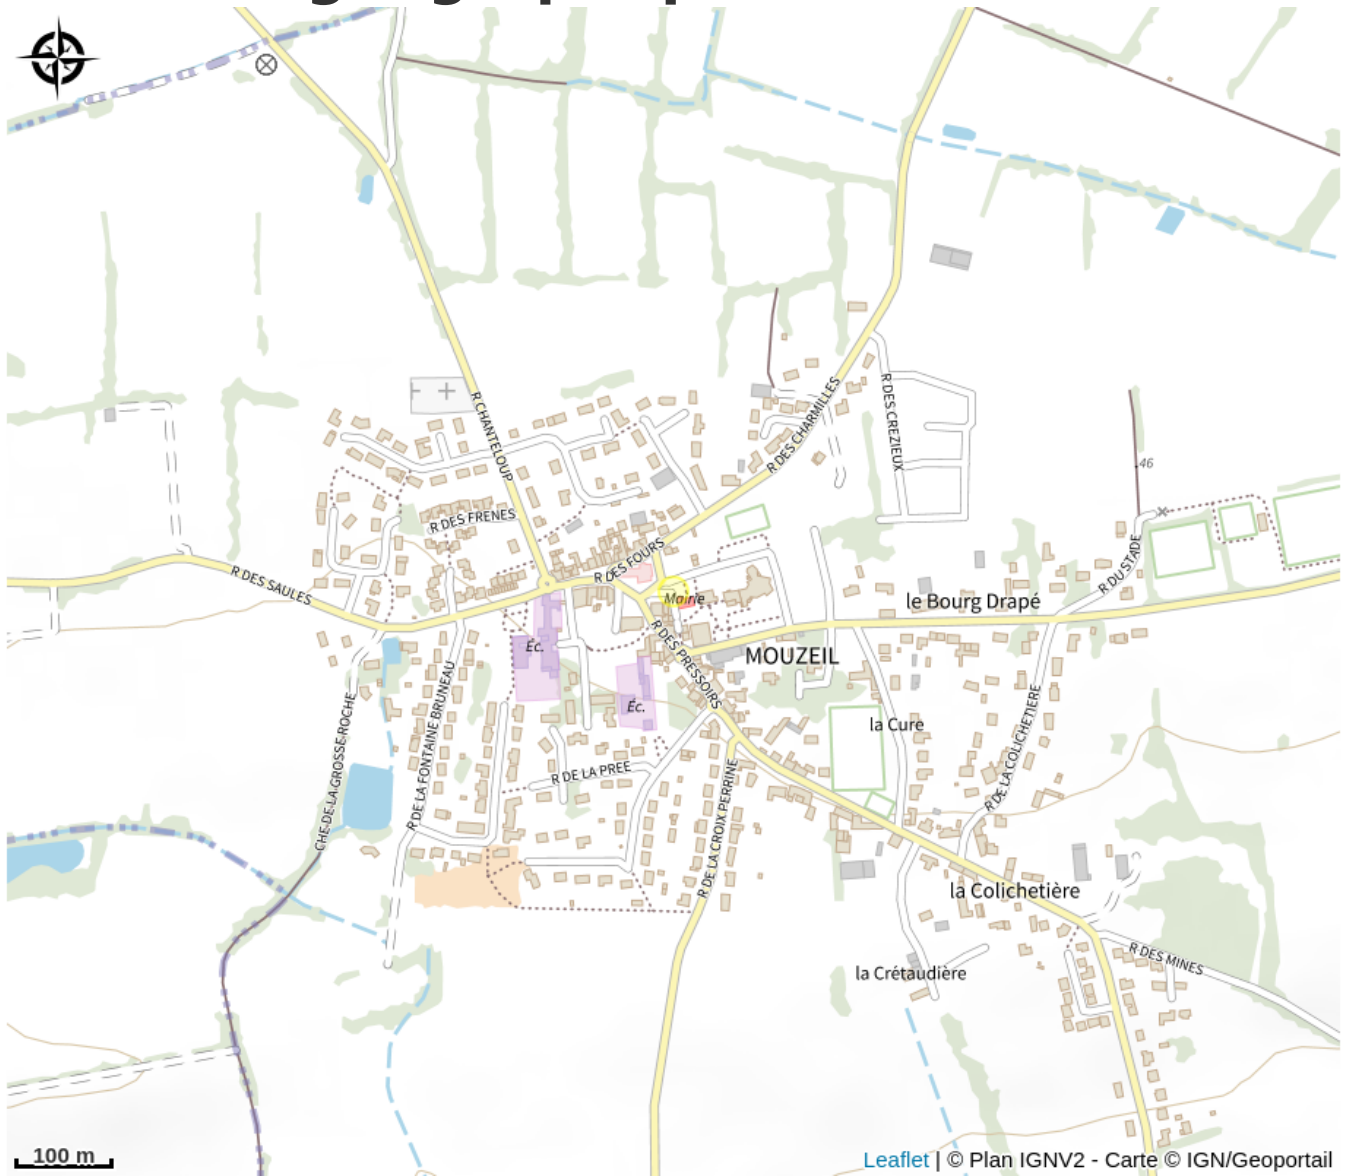 R CHANTELOUP
R DES CHARMILLES
R DES CREZIEUX
46
R DES FRENES
R DES FOURS
R DU STADE
R DES SAULES
Mairie
le Bourg Drapé
Éc.
R DES PRESSOIRS
MOUZEIL
Éc.
la Cure
CHE DE LA GROSSE ROCHE
R DE LA FONTAINE BRUNEAU
R DE LA COLICHETIERE
R DE LA PREE
R DE LA CROIX PERRINE
la Colichetière
la Crétaudière
R DES MINES
100 m
Leaflet | © Plan IGNV2 - Carte © IGN/Geoportail